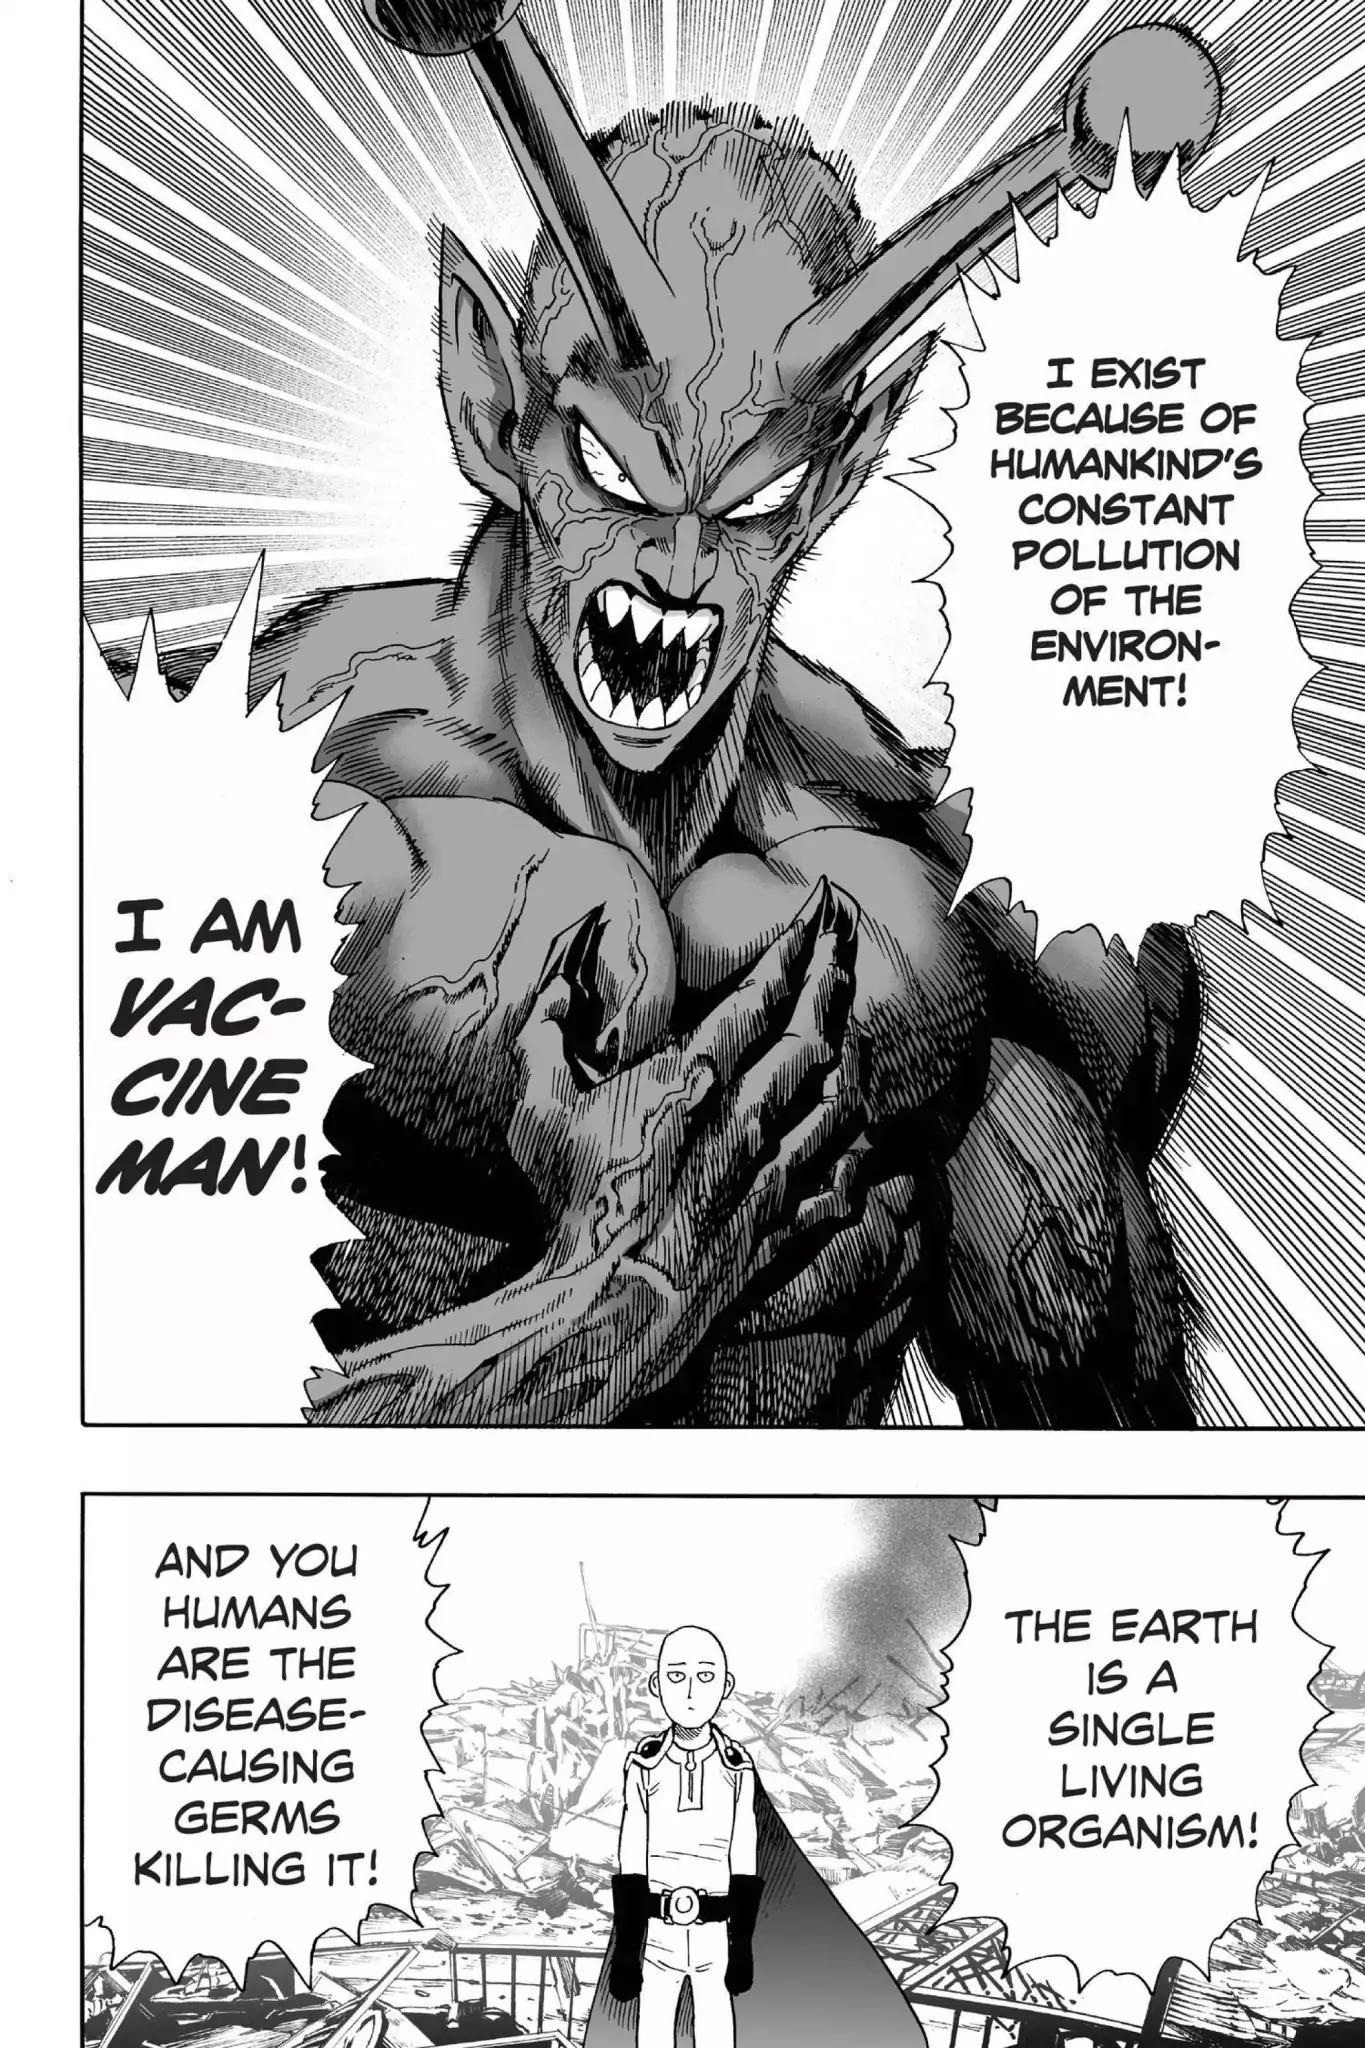 I EXIST
BECAUSE OF
HUMANKIND'S
CONSTANT
POLLUTION
OF THE
ENVIRON-
MENT!
I AM
VAC-
CINE
MAN!
THE EARTH
IS A
SINGLE
LIVING
ORGANISM!
AND YOU
HUMANS
ARE THE
DISEASE-
CAUSING
GERMS
KILLING IT!